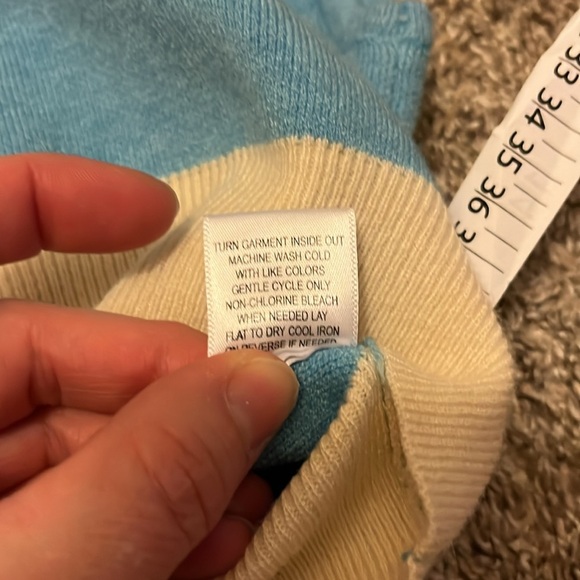 TURN GARMENT INSIDE OUT
MACHINE WASH COLD
WITH LIKE COLORS
GENTLE CYCLE ONLY
NON-CHLORINE BLEACH
WHEN NEEDED LAY
FLAT TO DRY COOL IRON
ON REVERSE IF NEEDED
33
34
35
36
3